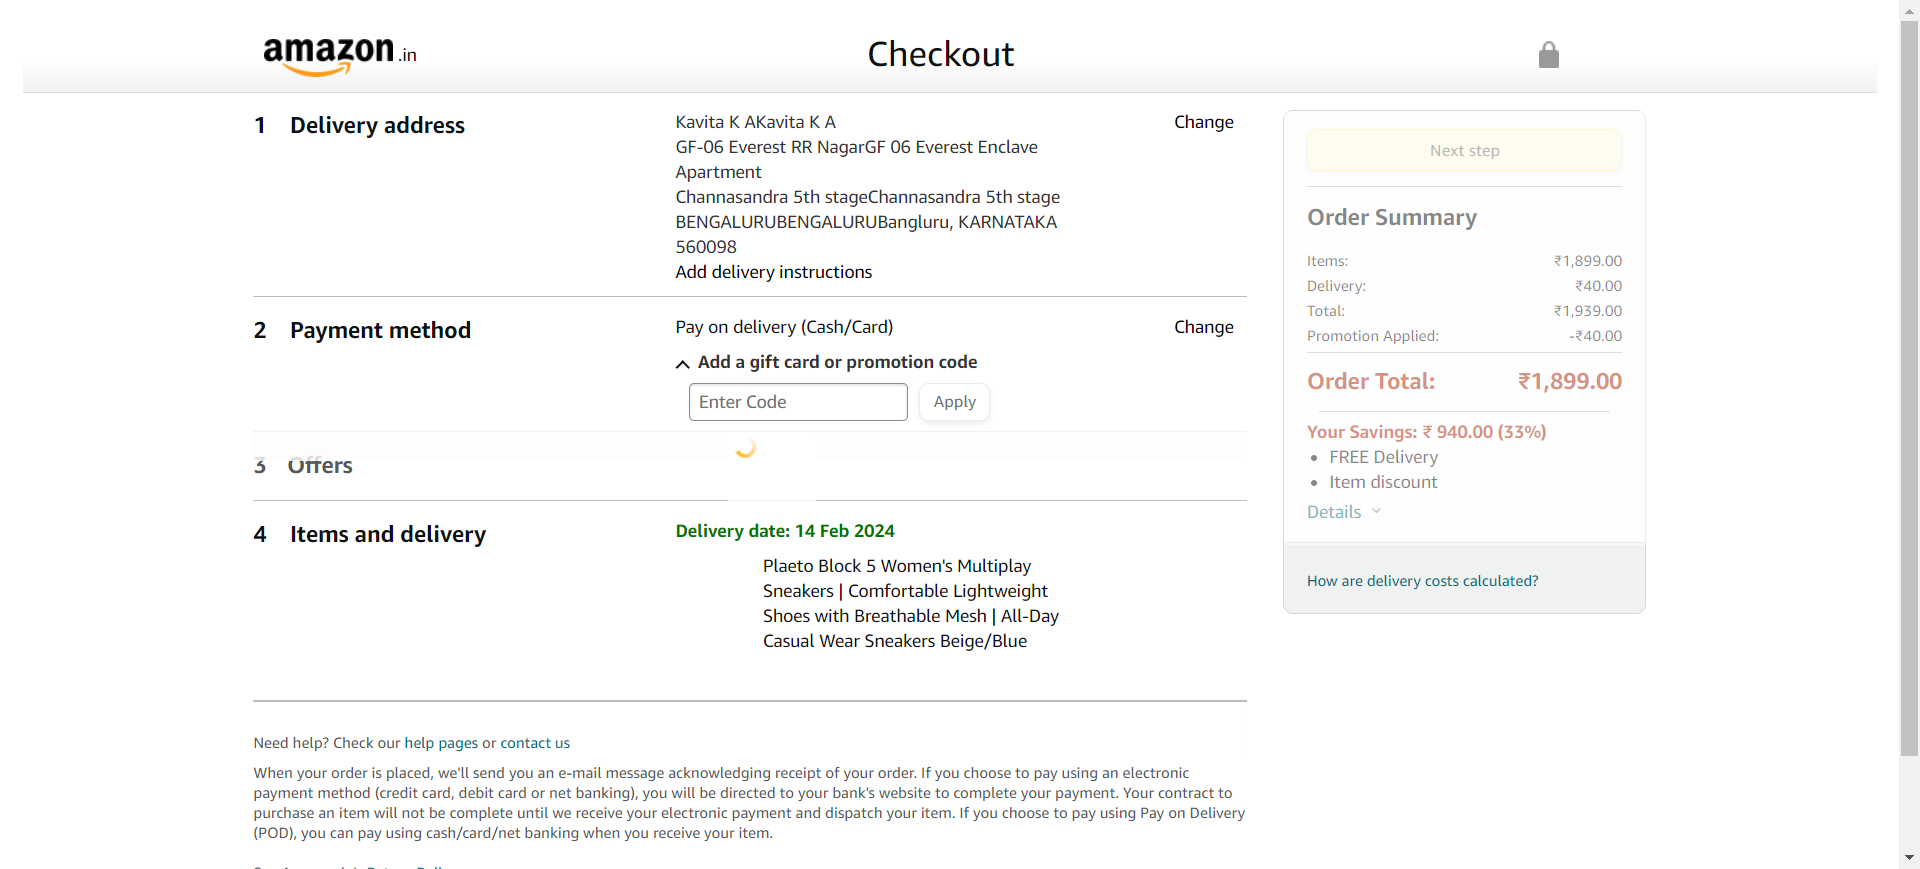 amazon.in
Checkout
1 Delivery address
Kavita K AKavita K A
GF-06 Everest RR NagarGF 06 Everest Enclave
Apartment
Channasandra 5th stageChannasandra 5th stage
BENGALURUBENGALURUBangluru, KARNATAKA
560098
Add delivery instructions
Change
2 Payment method
Pay on delivery (Cash/Card)
Change
Add a gift card or promotion code
Enter Code
Apply
3 Offers
4 Items and delivery
Delivery date: 14 Feb 2024
Plaeto Block 5 Women's Multiplay
Sneakers | Comfortable Lightweight
Shoes with Breathable Mesh | All-Day
Casual Wear Sneakers Beige/Blue
Next step
Order Summary
Items: ₹1,899.00
Delivery: ₹40.00
Total: ₹1,939.00
Promotion Applied: -₹40.00
Order Total: ₹1,899.00
Your Savings: ₹ 940.00 (33%)
• FREE Delivery
• Item discount
Details
How are delivery costs calculated?
Need help? Check our help pages or contact us
When your order is placed, we'll send you an e-mail message acknowledging receipt of your order. If you choose to pay using an electronic
payment method (credit card, debit card or net banking), you will be directed to your bank's website to complete your payment. Your contract to
purchase an item will not be complete until we receive your electronic payment and dispatch your item. If you choose to pay using Pay on Delivery
(POD), you can pay using cash/card/net banking when you receive your item.